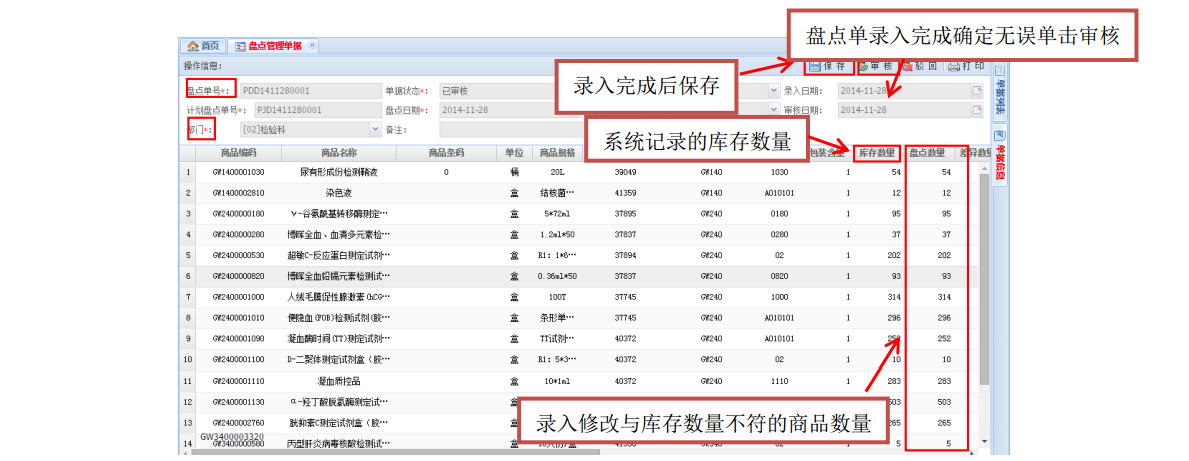 盘点单录入完成确定无误单击审核
首页 盘点管理单据
操作信息: 保 存 审 核 驳 回 打 印
录入完成后保存
盘点单号*: PDD1411280001 单据状态*: 已审核 录入日期: 2014-11-28
计划盘点单号*: PJD1411280001 盘点日期*: 2014-11-28 审核日期: 2014-11-28
部门*: [02]检验科 备注:
系统记录的库存数量
单据列表
单据信息
商品编码 商品名称 商品条码 单位 商品规格 包装含量 库存数量 盘点数量 差异数量
1 GW1400001030 尿有形成份检测鞘液 0 桶 20L 39049 GW140 1030 1 54 54
2 GW1400002810 染色液 盒 结核菌… 41359 GW140 A010101 1 12 12
3 GW2400000180 γ-谷氨酰基转移酶测定… 盒 5*72ml 37895 GW240 0180 1 95 95
4 GW2400000280 博晖全血、血清多元素检… 盒 1.2ml*50 37837 GW240 0280 1 37 37
5 GW2400000530 超敏C-反应蛋白测定试剂… 盒 R1: 1*6… 37894 GW240 02 1 202 202
6 GW2400000820 博晖全血铅镉元素检测试… 盒 0.36ml*50 37837 GW240 0820 1 93 93
7 GW2400001000 人绒毛膜促性腺激素(hCG… 盒 100T 37745 GW240 1000 1 314 314
8 GW2400001010 便隐血(FOB)检测试剂(胶… 盒 条形单… 37745 GW240 A010101 1 296 296
9 GW2400001090 凝血酶时间(TT)测定试剂… 盒 TT试剂… 40372 GW240 A010101 1 252 252
10 GW2400001100 D-二聚体测定试剂盒（胶… 盒 R1: 5*3… 40372 GW240 02 1 10 10
11 GW2400001110 凝血质控品 盒 10*1ml 40372 GW240 1110 1 283 283
12 GW2400001130 α-羟丁酸脱氢酶测定试… 盒 503 503
录入修改与库存数量不符的商品数量
13 GW2400002760 胱抑素C测定试剂盒（胶… 265 265
GW3400003320
14 GW3400000580 丙型肝炎病毒核酸检测试… 5 5